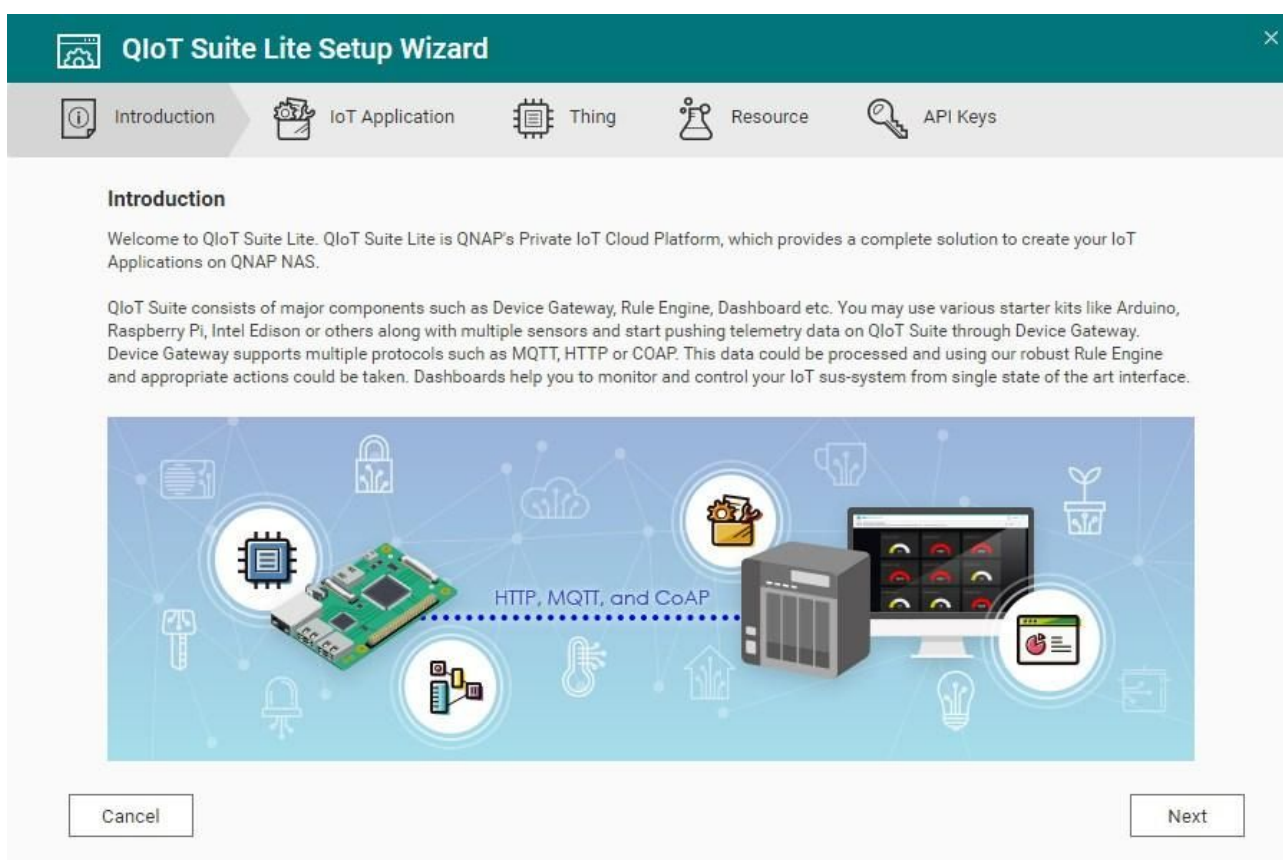 QIoT Suite Lite Setup Wizard
Introduction
IoT Application
Thing
Resource
API Keys
Introduction
Welcome to QIoT Suite Lite. QIoT Suite Lite is QNAP's Private IoT Cloud Platform, which provides a complete solution to create your IoT
Applications on QNAP NAS.
QIoT Suite consists of major components such as Device Gateway, Rule Engine, Dashboard etc. You may use various starter kits like Arduino,
Raspberry Pi, Intel Edison or others along with multiple sensors and start pushing telemetry data on QIoT Suite through Device Gateway.
Device Gateway supports multiple protocols such as MQTT, HTTP or COAP. This data could be processed and using our robust Rule Engine
and appropriate actions could be taken. Dashboards help you to monitor and control your IoT sus-system from single state of the art interface.
HTTP, MQTT, and CoAP
Cancel
Next